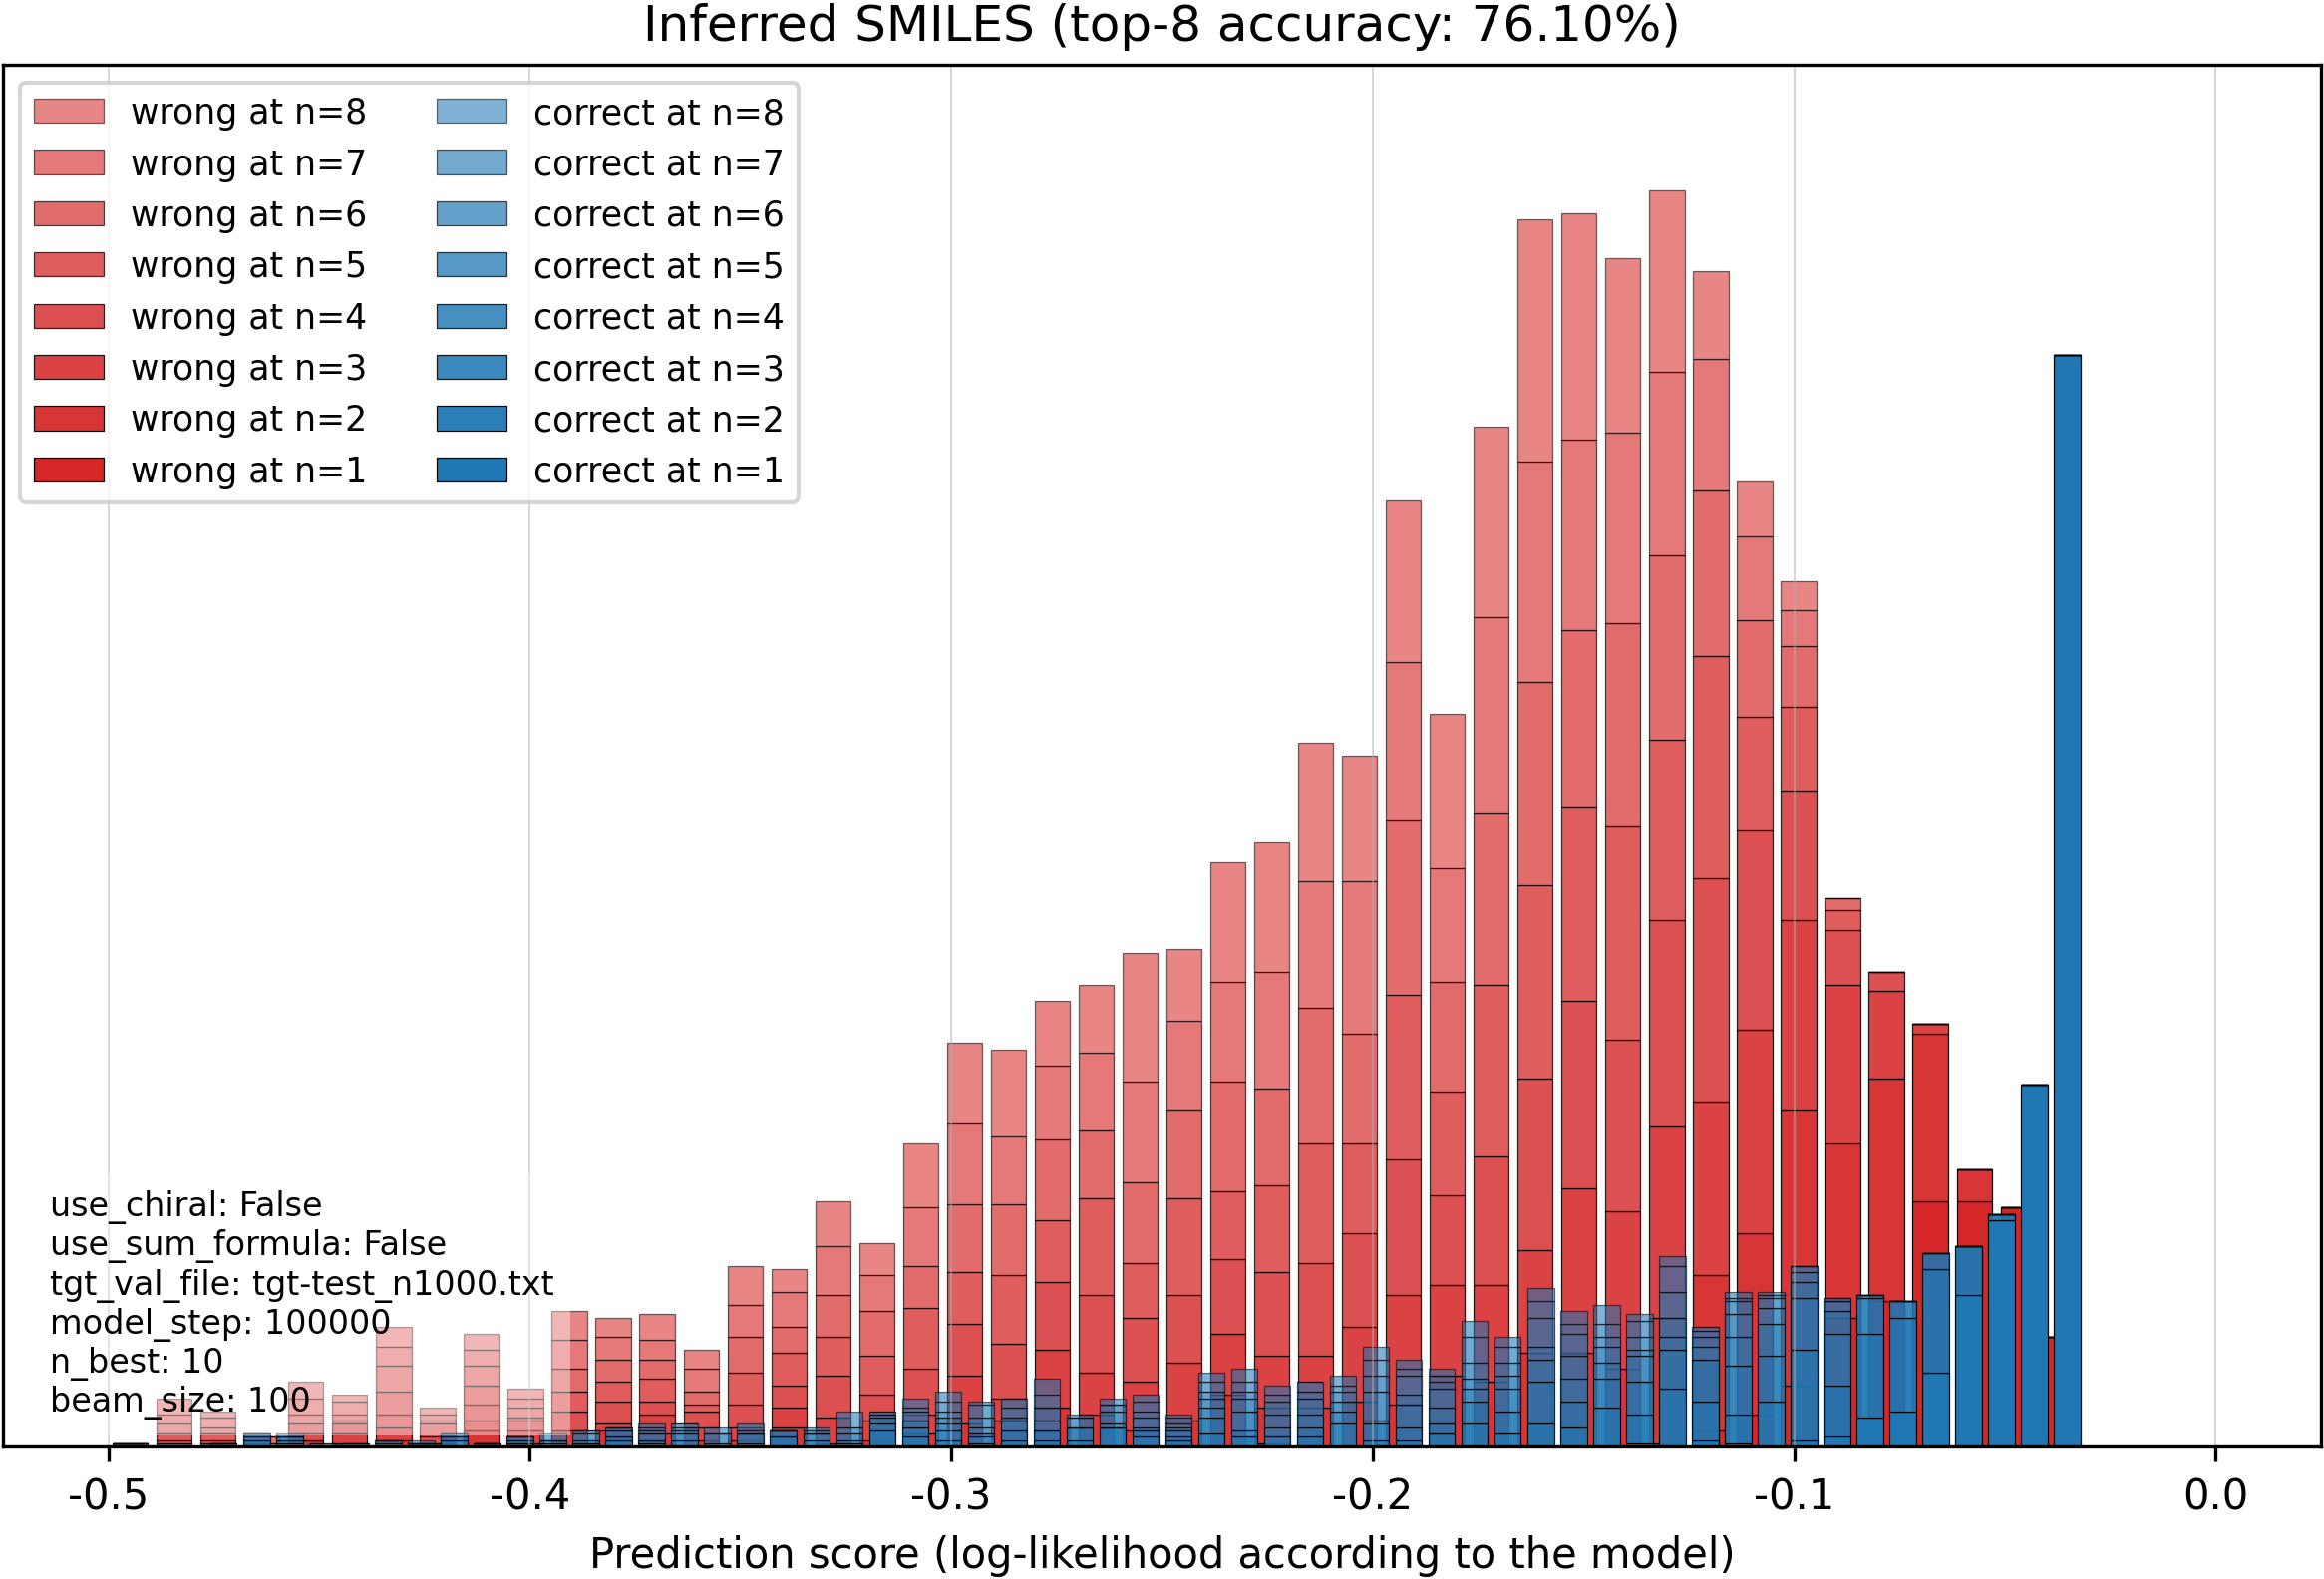 Inferred SMILES (top-8 accuracy: 76.10%)
wrong at n=8
wrong at n=7
wrong at n=6
wrong at n=5
wrong at n=4
wrong at n=3
wrong at n=2
wrong at n=1
correct at n=8
correct at n=7
correct at n=6
correct at n=5
correct at n=4
correct at n=3
correct at n=2
correct at n=1
use_chiral: False
use_sum_formula: False
tgt_val_file: tgt-test_n1000.txt
model_step: 100000
n_best: 10
beam_size: 100
-0.5 -0.4 -0.3 -0.2 -0.1 0.0
Prediction score (log-likelihood according to the model)